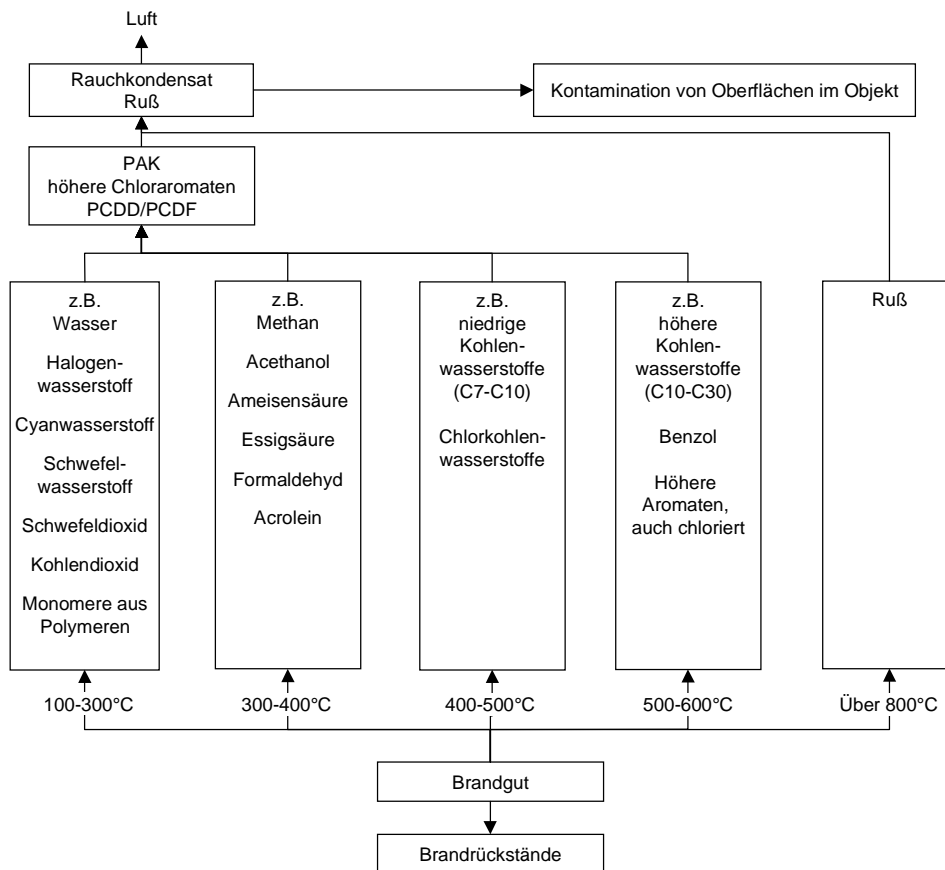 Luft
Rauchkondensat
Ruß
Kontamination von Oberflächen im Objekt
PAK
höhere Chloraromaten
PCDD/PCDF
z.B.
Wasser
Halogen-
wasserstoff
Cyanwasserstoff
Schwefel-
wasserstoff
Schwefeldioxid
Kohlendioxid
Monomere aus
Polymeren
z.B.
Methan
Acethanol
Ameisensäure
Essigsäure
Formaldehyd
Acrolein
z.B.
niedrige
Kohlen-
wasserstoffe
(C7-C10)
Chlorkohlen-
wasserstoffe
z.B.
höhere
Kohlen-
wasserstoffe
(C10-C30)
Benzol
Höhere
Aromaten,
auch chloriert
Ruß
100-300°C
300-400°C
400-500°C
500-600°C
Über 800°C
Brandgut
Brandrückstände